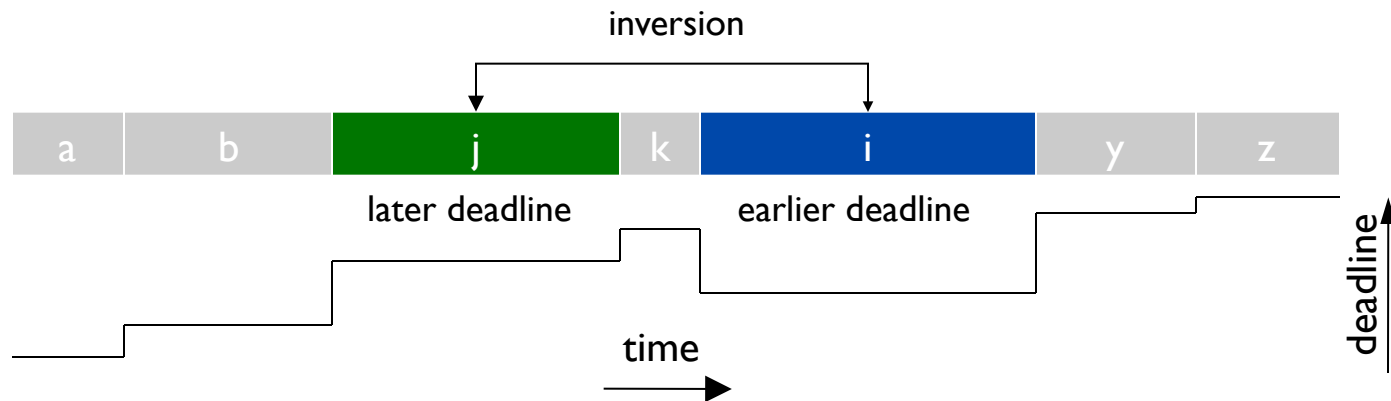 inversion
a b j k i y z
later deadline earlier deadline
deadline
time